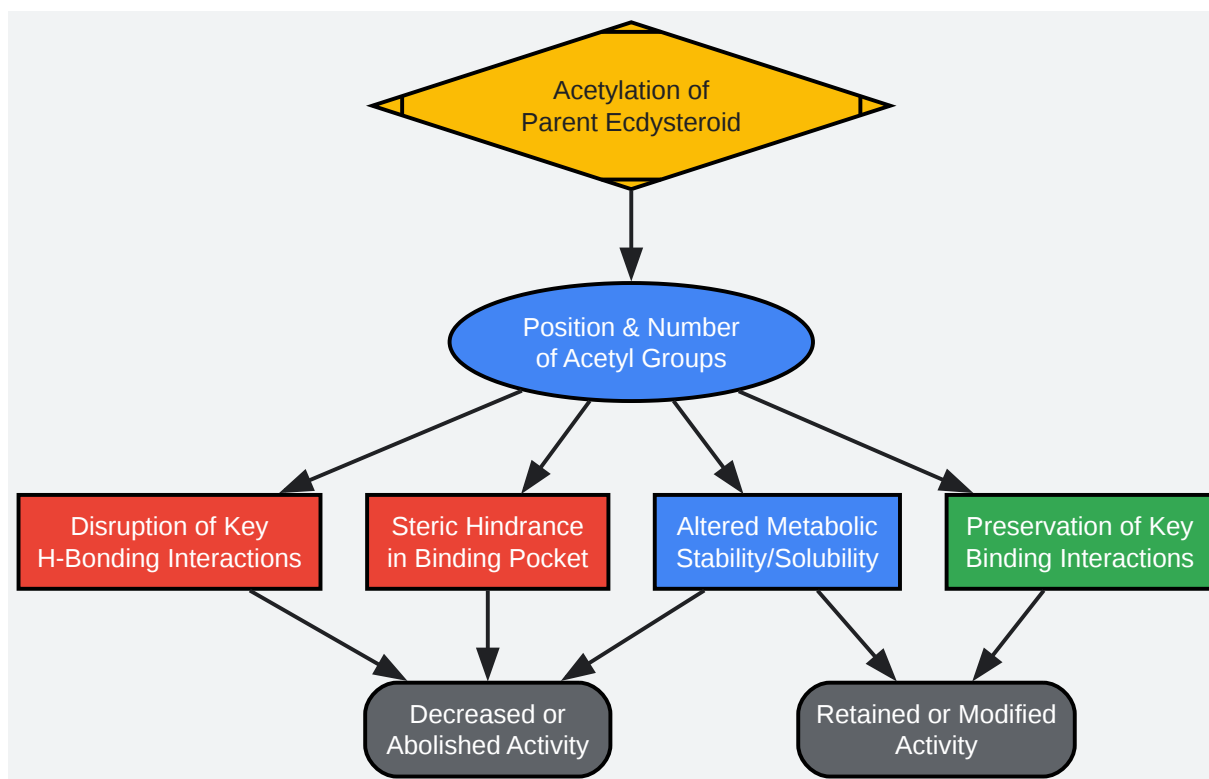 Acetylation of
Parent Ecdysteroid
Position & Number
of Acetyl Groups
Disruption of Key
H-Bonding Interactions
Steric Hindrance
in Binding Pocket
Altered Metabolic
Stability/Solubility
Preservation of Key
Binding Interactions
Decreased or
Abolished Activity
Retained or Modified
Activity